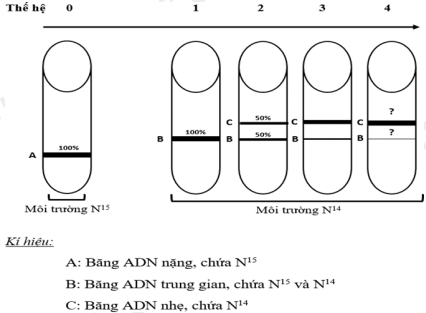 Thế hệ 0 1 2 3 4
C 50% C C ?
B 100% B 50% B B ?
A 100%
Môi trường N¹⁵ Môi trường N¹⁴
Kí hiệu:
A: Băng ADN nặng, chứa N¹⁵
B: Băng ADN trung gian, chứa N¹⁵ và N¹⁴
C: Băng ADN nhẹ, chứa N¹⁴